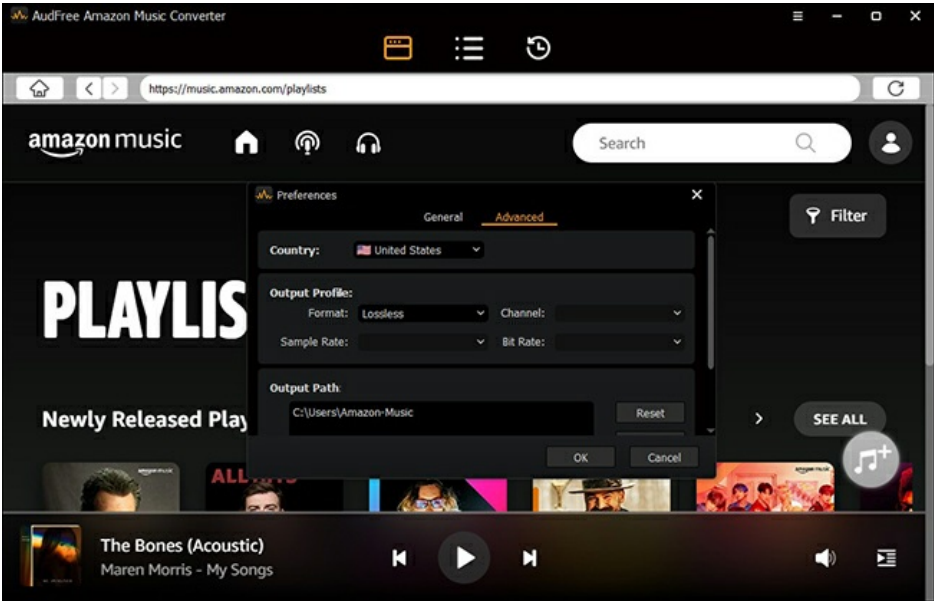 AudFree Amazon Music Converter
https://music.amazon.com/playlists
amazon music
Search
Preferences
General Advanced
Filter
Country: United States
Output Profile:
Format: Lossless Channel:
Sample Rate: Bit Rate:
PLAYLIS
Output Path:
C:\Users\Amazon-Music Reset
Newly Released Play
SEE ALL
OK Cancel
The Bones (Acoustic)
Maren Morris - My Songs